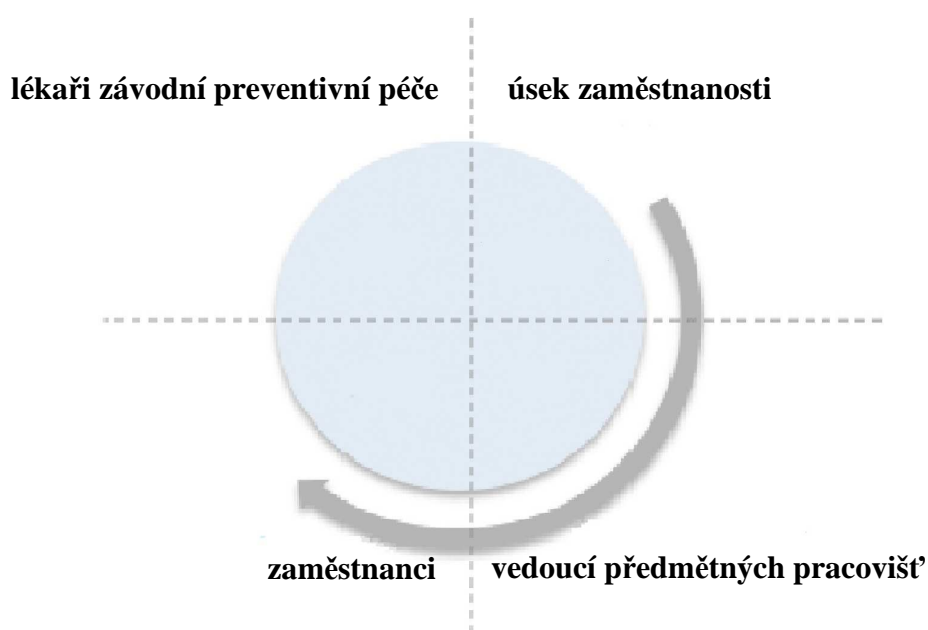 lékaři závodní preventivní péče
úsek zaměstnanosti
zaměstnanci
vedoucí předmětných pracovišť